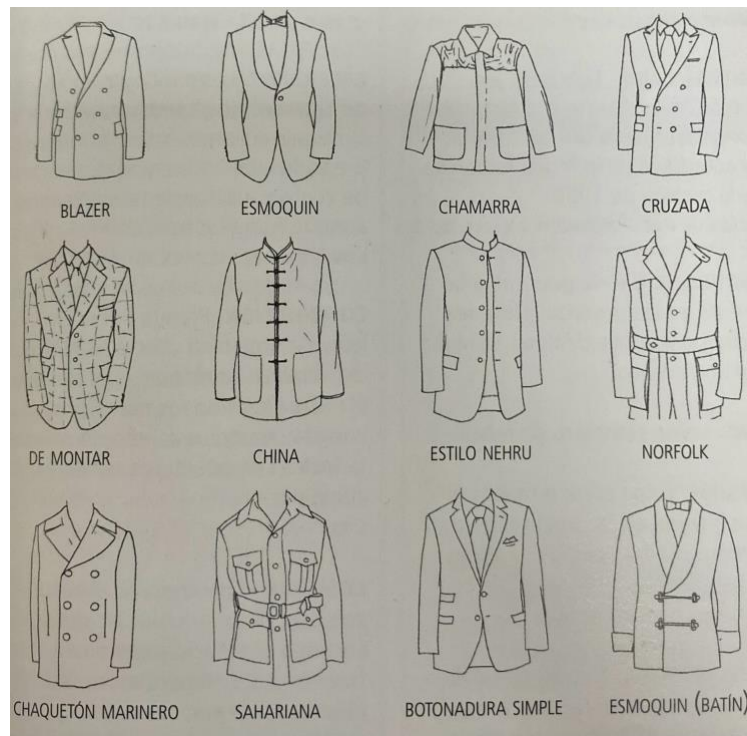 BLAZER
ESMOQUIN
CHAMARRA
CRUZADA
DE MONTAR
CHINA
ESTILO NEHRU
NORFOLK
CHAQUETÓN MARINERO
SAHARIANA
BOTONADURA SIMPLE
ESMOQUIN (BATÍN)